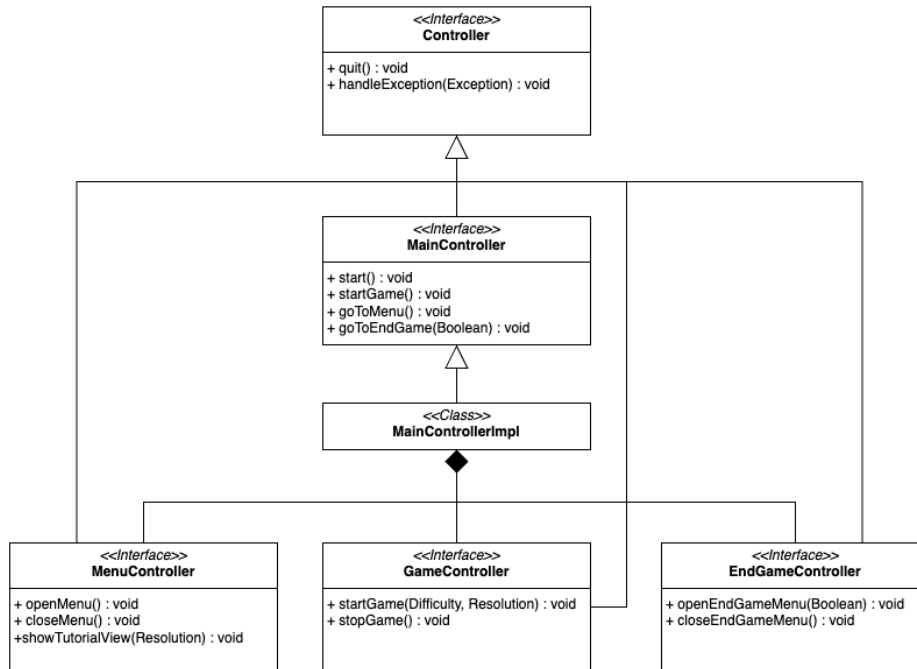 <<Interface>>
Controller
+ quit() : void
+ handleException(Exception) : void
<<Interface>>
MainController
+ start() : void
+ startGame() : void
+ goToMenu() : void
+ goToEndGame(Boolean) : void
<<Class>>
MainControllerImpl
<<Interface>>
MenuController
+ openMenu() : void
+ closeMenu() : void
+showTutorialView(Resolution) : void
<<Interface>>
GameController
+ startGame(Difficulty, Resolution) : void
+ stopGame() : void
<<Interface>>
EndGameController
+ openEndGameMenu(Boolean) : void
+ closeEndGameMenu() : void